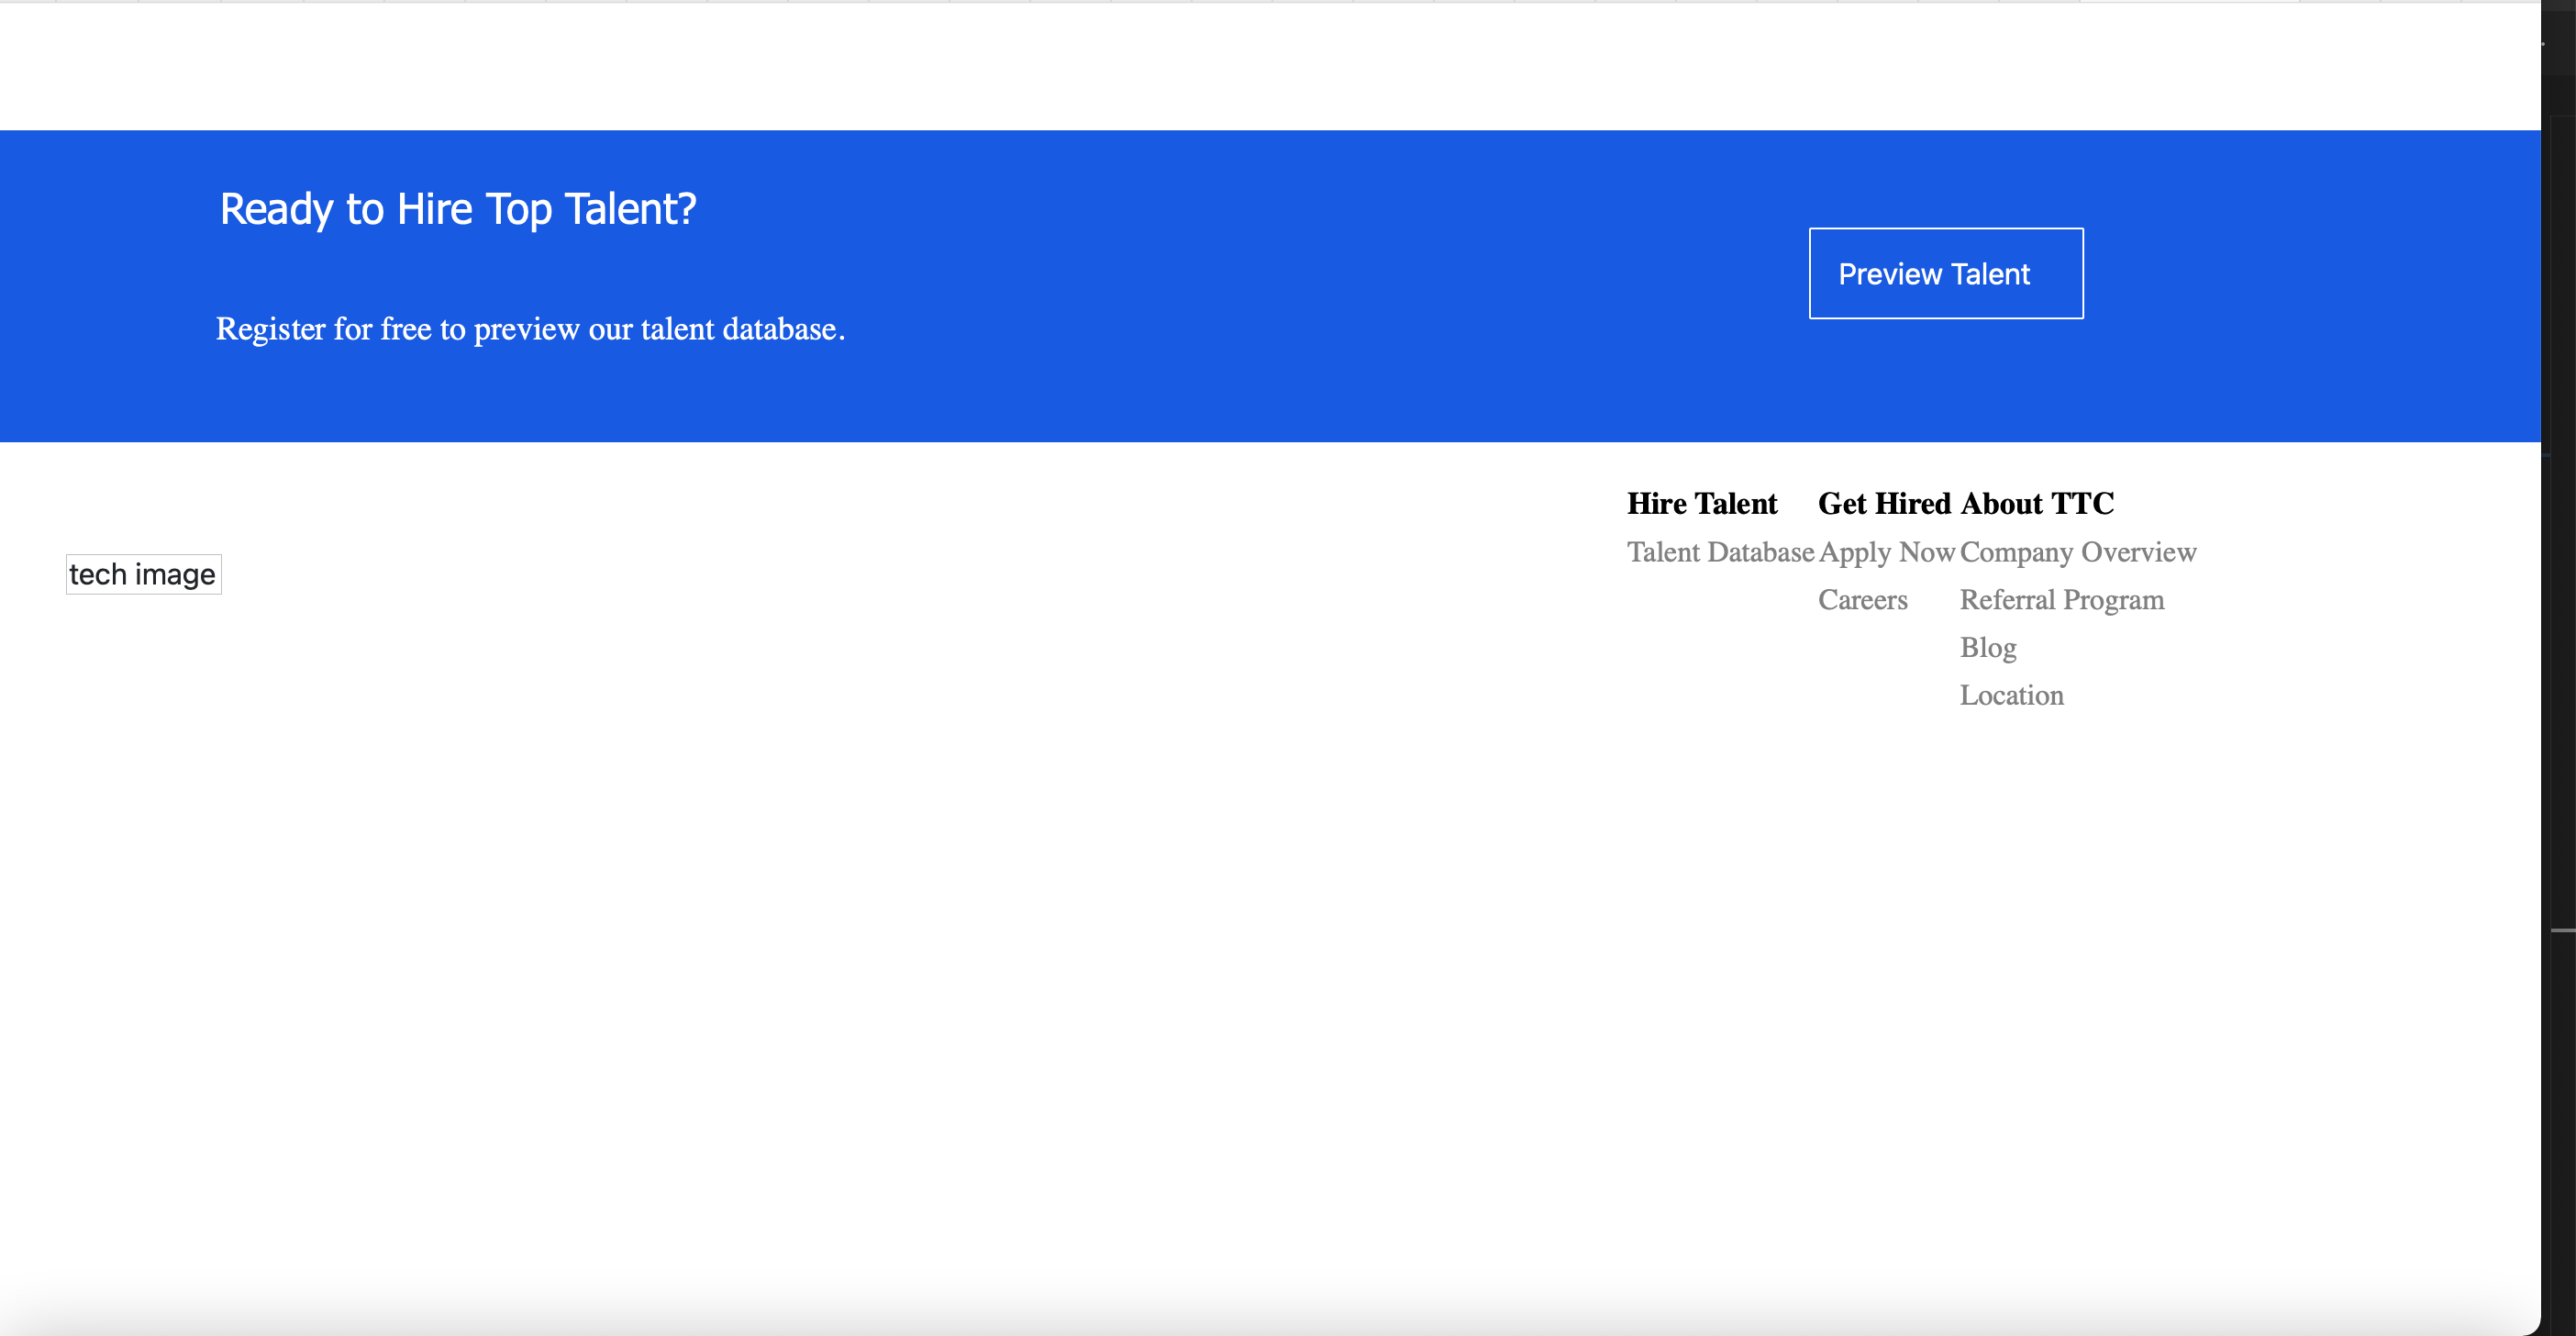 Ready to Hire Top Talent?
Register for free to preview our talent database.
Preview Talent
tech image
Hire Talent
Talent Database
Get Hired
Apply Now
Careers
About TTC
Company Overview
Referral Program
Blog
Location